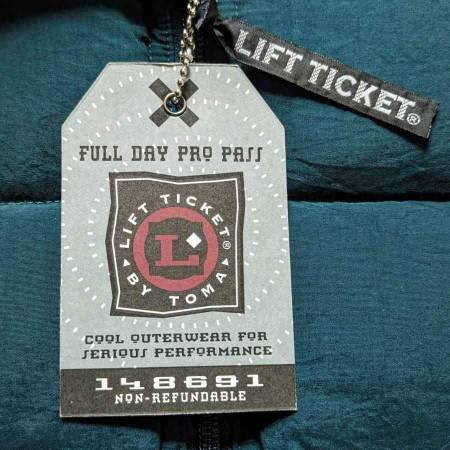 LIFT TICKET®
FULL DAY PRO PASS
LIFT TICKET®
L
BY TOMA
COOL OUTERWEAR FOR
SERIOUS PERFORMANCE
148691
NON-REFUNDABLE